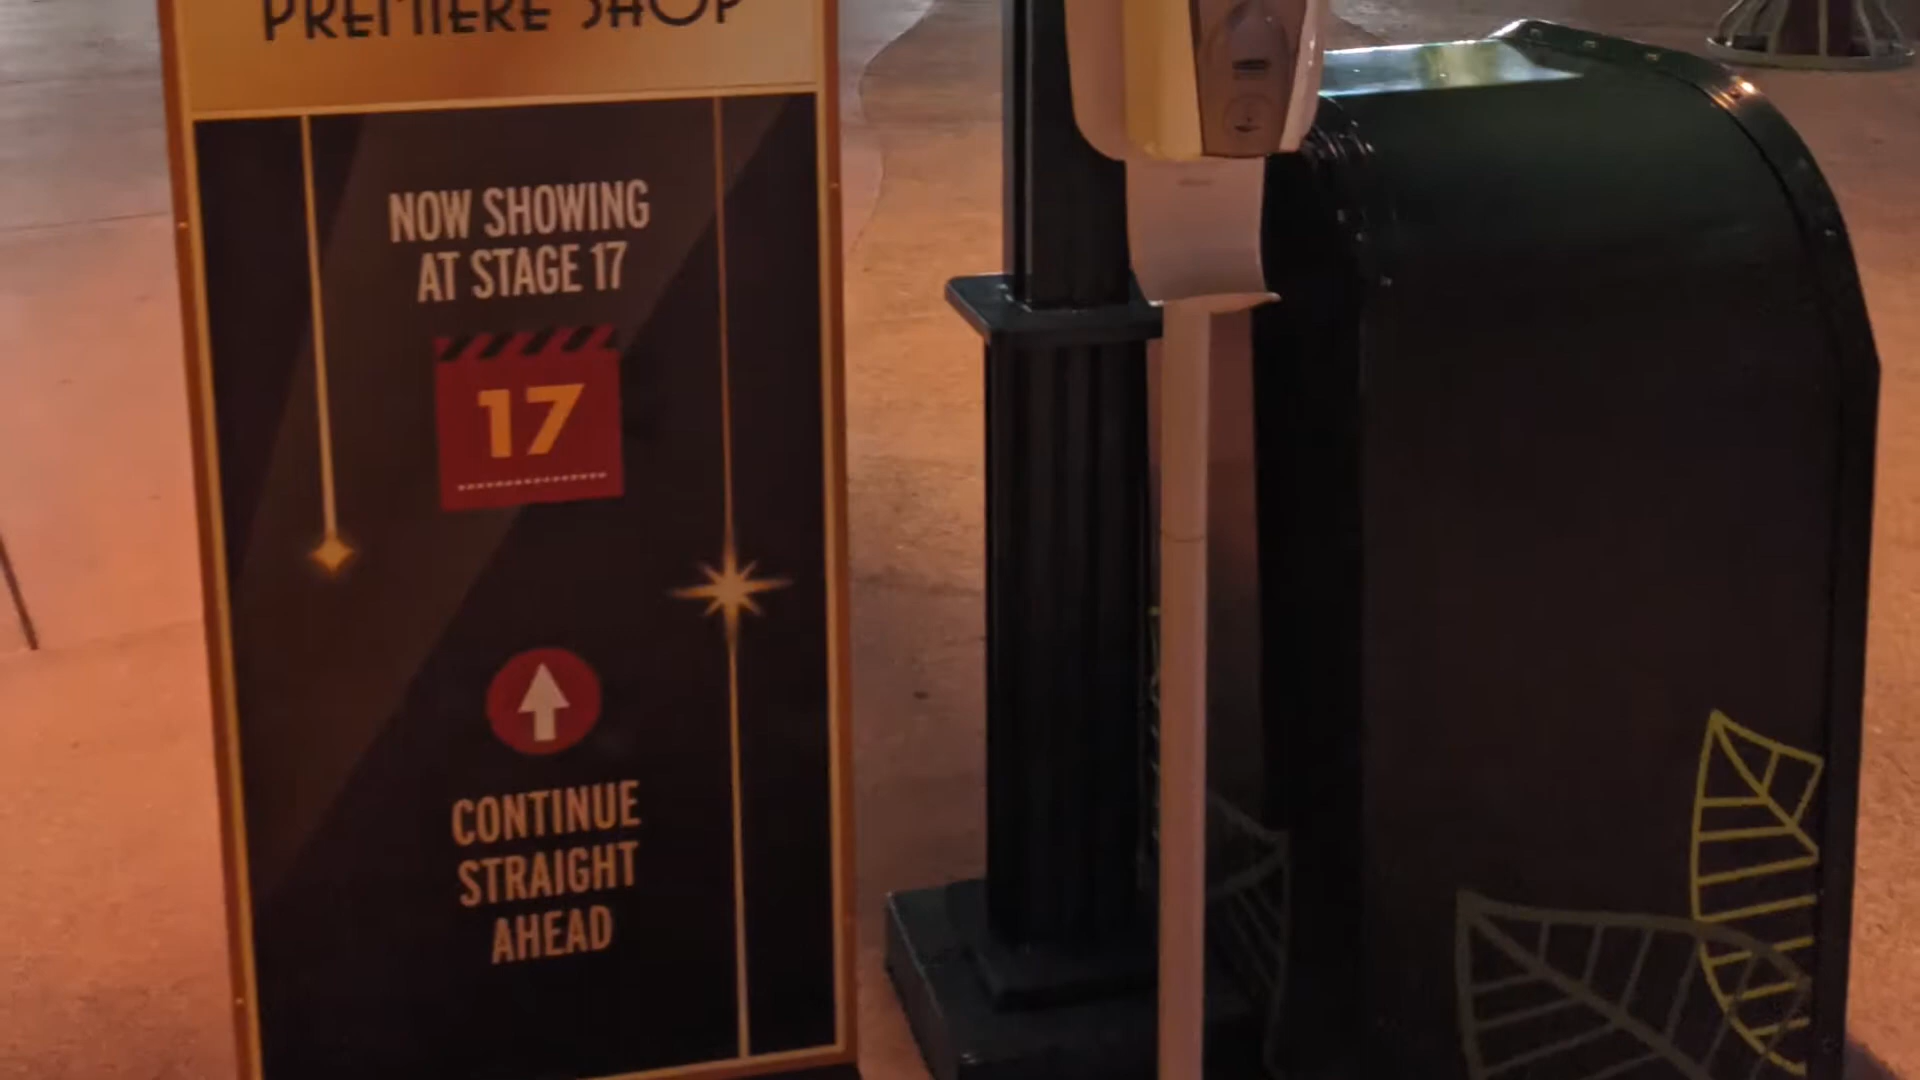 PREMIERE SHOP
NOW SHOWING
AT STAGE 17
17
CONTINUE
STRAIGHT
AHEAD